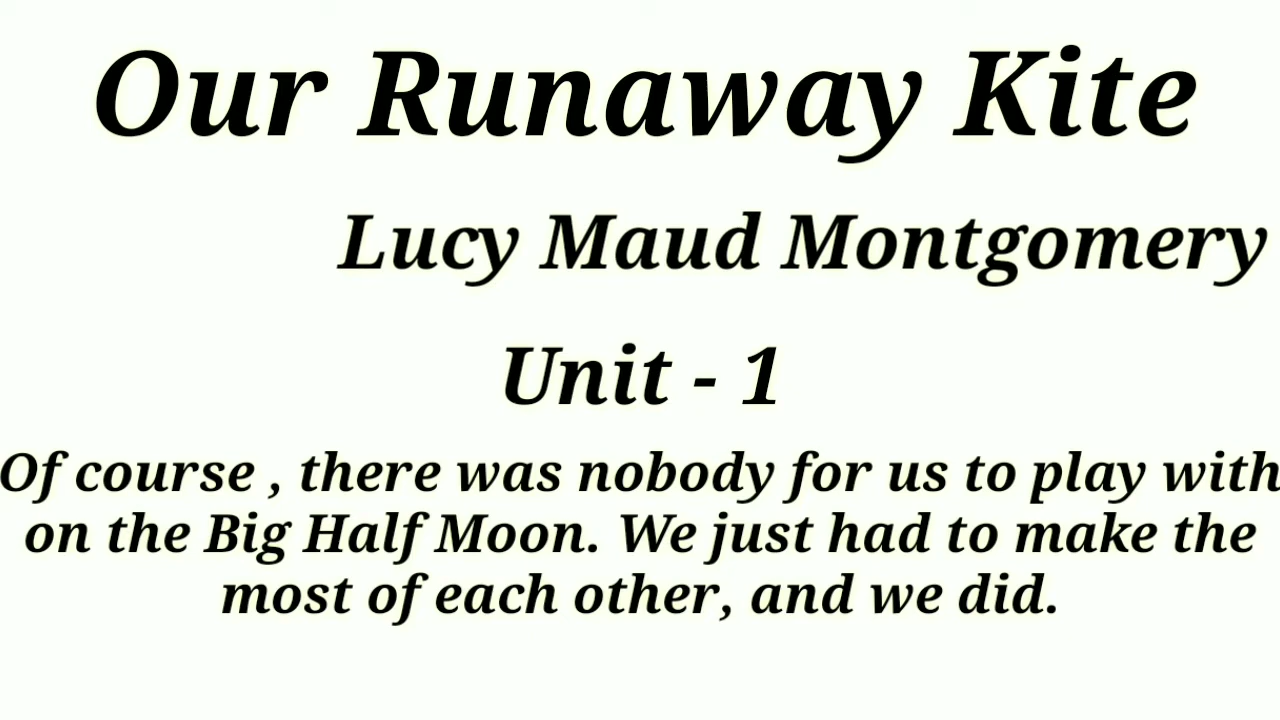 Our Runaway Kite
Lucy Maud Montgomery
Unit - 1
Of course , there was nobody for us to play with
on the Big Half Moon. We just had to make the
most of each other, and we did.